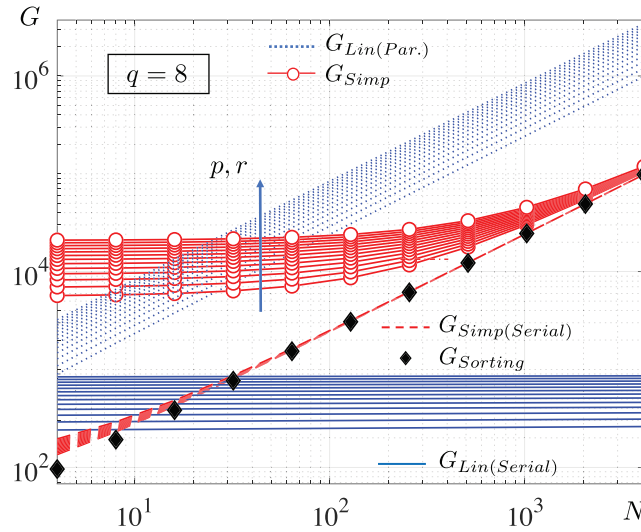 G
G_{Lin(Par.)}
G_{Simp}
q = 8
10^6
p, r
10^4
G_{Simp(Serial)}
G_{Sorting}
10^2
G_{Lin(Serial)}
10^1
10^2
10^3
N